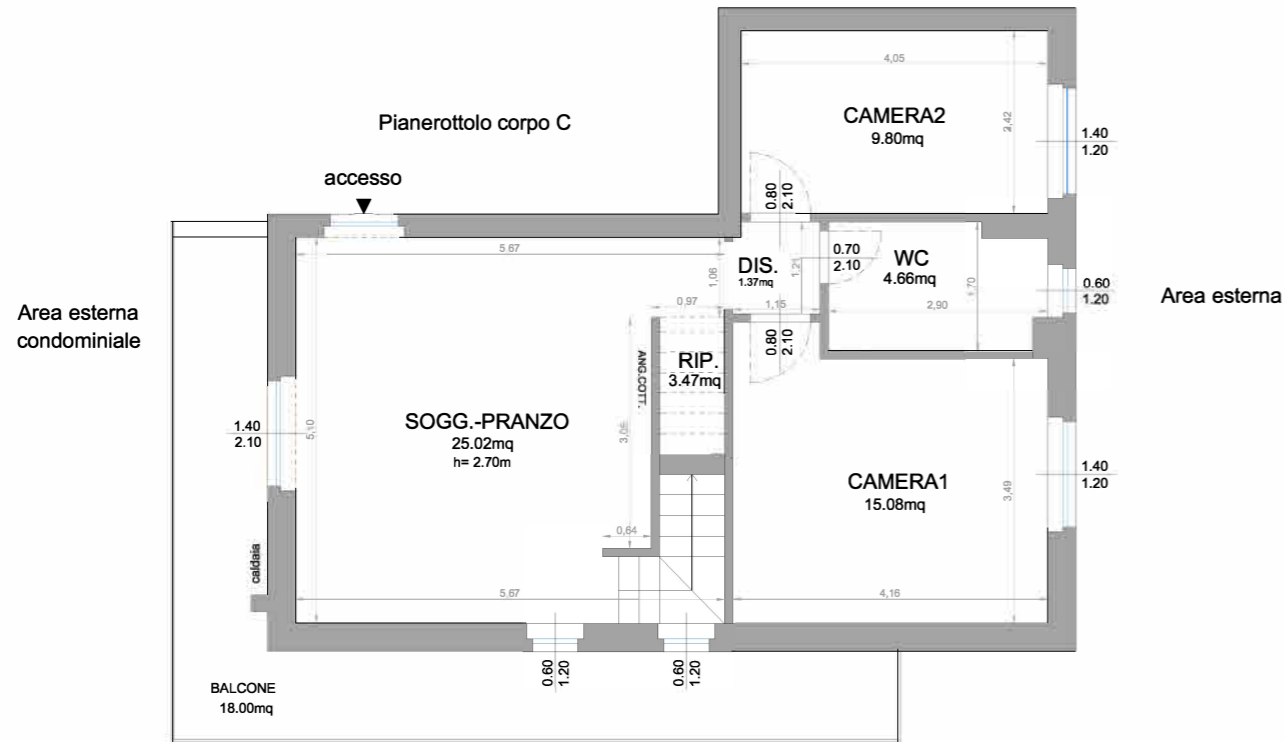 4,05
CAMERA2
9.80mq
2,42
1.40
1.20
Pianerottolo corpo C
accesso
0.80
2.10
5.67
1,06
DIS.
1.37mq
1,21
1,15
0.70
2.10
WC
4.66mq
1,70
2,90
0.60
1.20
Area esterna
Area esterna
condominiale
0,97
ANG.COTT.
RIP.
3.47mq
0.80
2.10
1.40
2.10
5,10
SOGG.-PRANZO
25.02mq
h= 2.70m
3,06
0,64
CAMERA1
15.08mq
3,49
1.40
1.20
caldaia
5,67
4,16
0.60
1.20
0.60
1.20
BALCONE
18.00mq